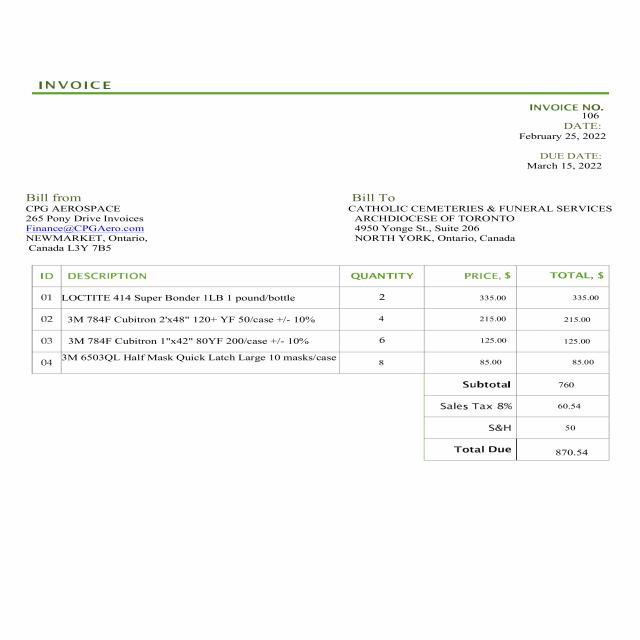 INVOICE
INVOICE NO.
106
DATE:
February 25, 2022
DUE DATE:
March 15, 2022
Bill from
CPG AEROSPACE
265 Pony Drive Invoices
Finance@CPGAero.com
NEWMARKET, Ontario,
Canada L3Y 7B5
Bill To
CATHOLIC CEMETERIES & FUNERAL SERVICES
ARCHDIOCESE OF TORONTO
4950 Yonge St., Suite 206
NORTH YORK, Ontario, Canada
ID DESCRIPTION QUANTITY PRICE, $ TOTAL, $
01 LOCTITE 414 Super Bonder 1LB 1 pound/bottle 2 335.00 335.00
02 3M 784F Cubitron 2'x48" 120+ YF 50/case +/- 10% 4 215.00 215.00
03 3M 784F Cubitron 1"x42" 80YF 200/case +/- 10% 6 125.00 125.00
04 3M 6503QL Half Mask Quick Latch Large 10 masks/case 8 85.00 85.00
Subtotal 760
Sales Tax 8% 60.54
S&H 50
Total Due 870.54